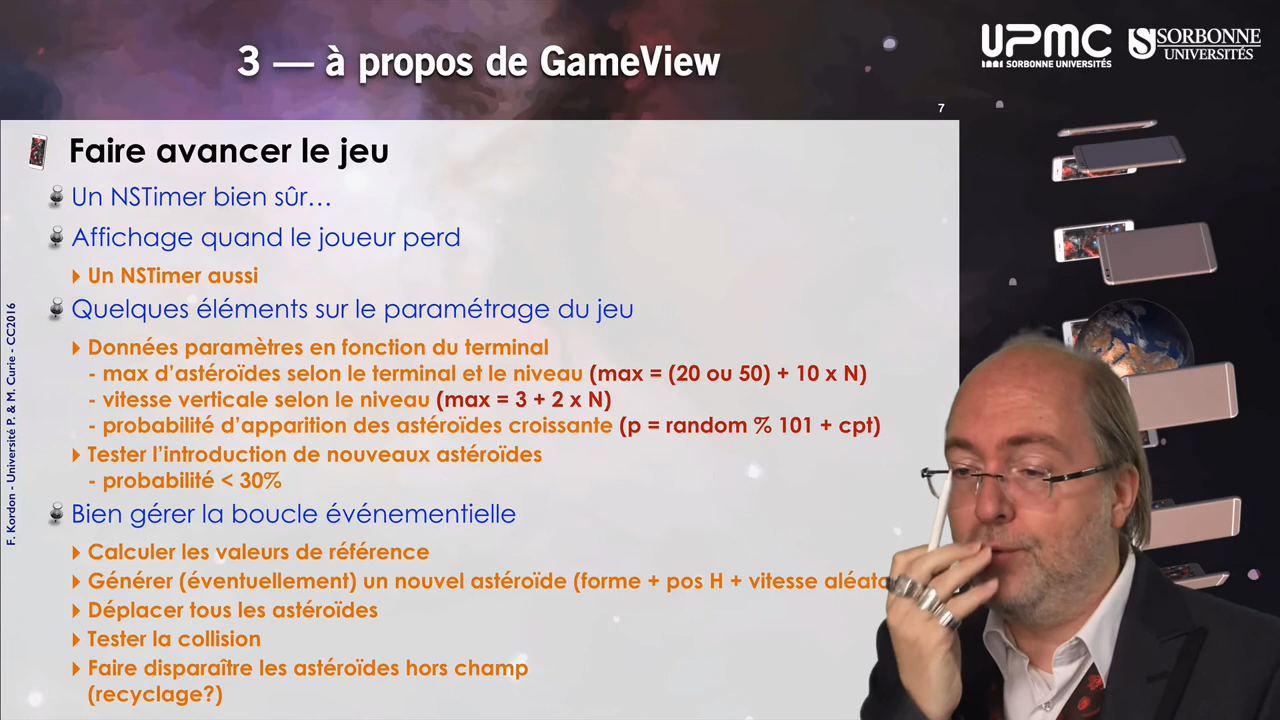 3 — à propos de GameView
UPMC
SORBONNE UNIVERSITÉS
SORBONNE
UNIVERSITÉS
7
Faire avancer le jeu
Un NSTimer bien sûr…
Affichage quand le joueur perd
Un NSTimer aussi
Quelques éléments sur le paramétrage du jeu
Données paramètres en fonction du terminal
- max d'astéroïdes selon le terminal et le niveau (max = (20 ou 50) + 10 x N)
- vitesse verticale selon le niveau (max = 3 + 2 x N)
- probabilité d'apparition des astéroïdes croissante (p = random % 101 + cpt)
Tester l'introduction de nouveaux astéroïdes
- probabilité < 30%
Bien gérer la boucle événementielle
Calculer les valeurs de référence
Générer (éventuellement) un nouvel astéroïde (forme + pos H + vitesse
Déplacer tous les astéroïdes
Tester la collision
Faire disparaître les astéroïdes hors champ
(recyclage?)
F. Kordon - Université P. & M. Curie - CC2016